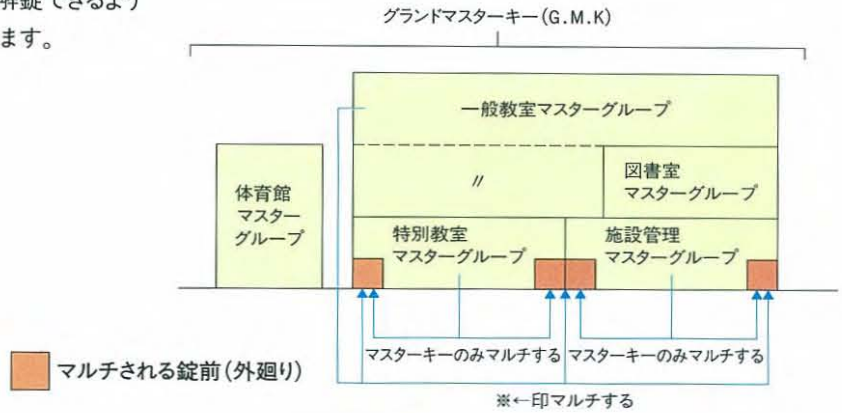 解錠できるよう
ます。
グランドマスターキー(G.M.K)
一般教室マスターグループ
〃
図書室
マスターグループ
体育館
マスター
グループ
特別教室
マスターグループ
施設管理
マスターグループ
マスターキーのみマルチする
マスターキーのみマルチする
マルチされる錠前(外廻り)
※←印マルチする